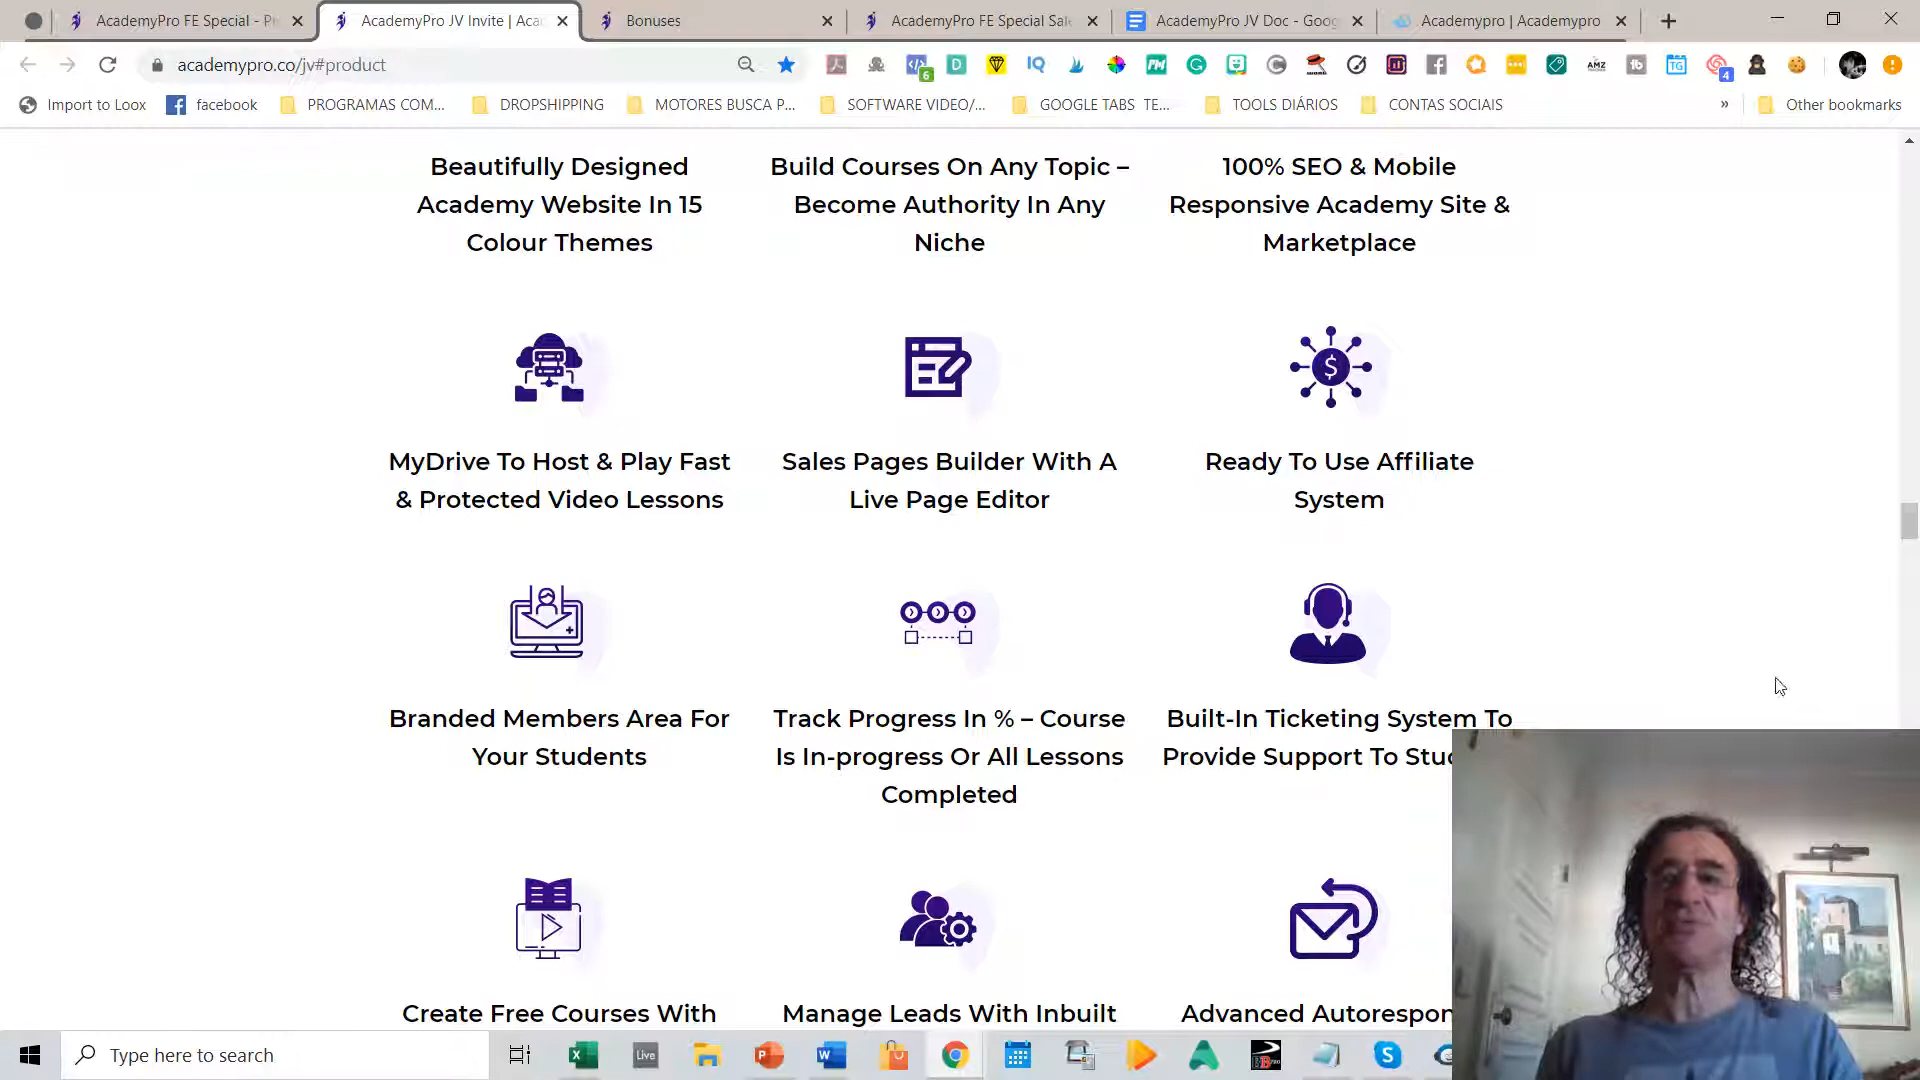 AcademyPro FE Special - Pr
AcademyPro JV Invite | Aca
Bonuses
AcademyPro FE Special Sal
AcademyPro JV Doc - Goog
Academypro | Academypro
academypro.co/jv#product
6
IQ
4
Import to Loox
facebook
PROGRAMAS COM...
DROPSHIPPING
MOTORES BUSCA P...
SOFTWARE VIDEO/...
GOOGLE TABS TE...
TOOLS DIÁRIOS
CONTAS SOCIAIS
»
Other bookmarks
Beautifully Designed
Academy Website In 15
Colour Themes
Build Courses On Any Topic –
Become Authority In Any
Niche
100% SEO & Mobile
Responsive Academy Site &
Marketplace
MyDrive To Host & Play Fast
& Protected Video Lessons
Sales Pages Builder With A
Live Page Editor
Ready To Use Affiliate
System
Branded Members Area For
Your Students
Track Progress In % – Course
Is In-progress Or All Lessons
Completed
Built-In Ticketing System To
Provide Support To Stu
Create Free Courses With
Manage Leads With Inbuilt
Advanced Autorespon
Type here to search
Live